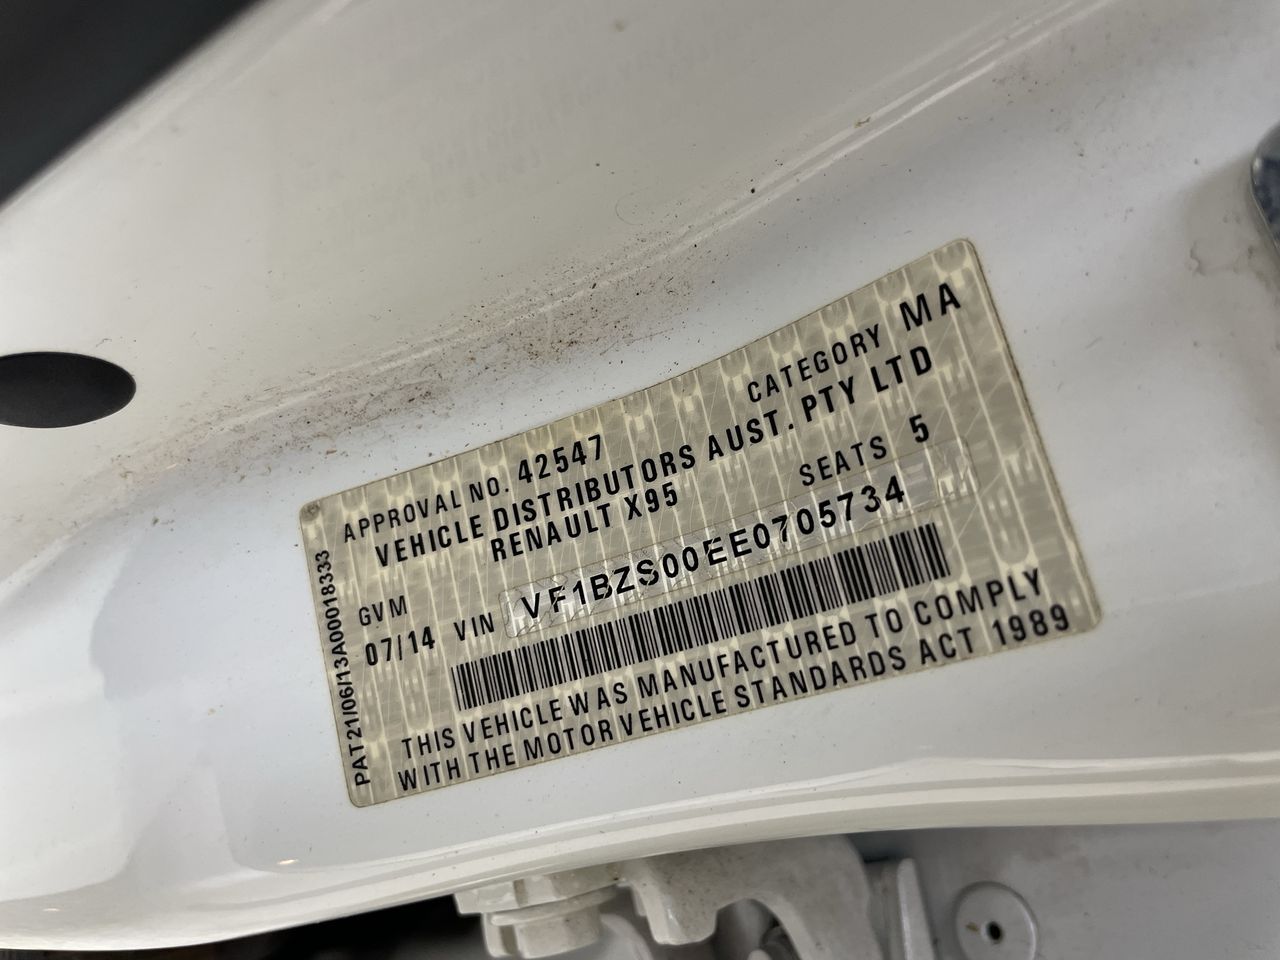 APPROVAL NO. 42547 CATEGORY MA
VEHICLE DISTRIBUTORS AUST. PTY LTD
RENAULT X95 SEATS 5
GVM
07/14 VIN VF1BZS00EE0705734
THIS VEHICLE WAS MANUFACTURED TO COMPLY
WITH THE MOTOR VEHICLE STANDARDS ACT 1989
PAT21/06/13A00018333